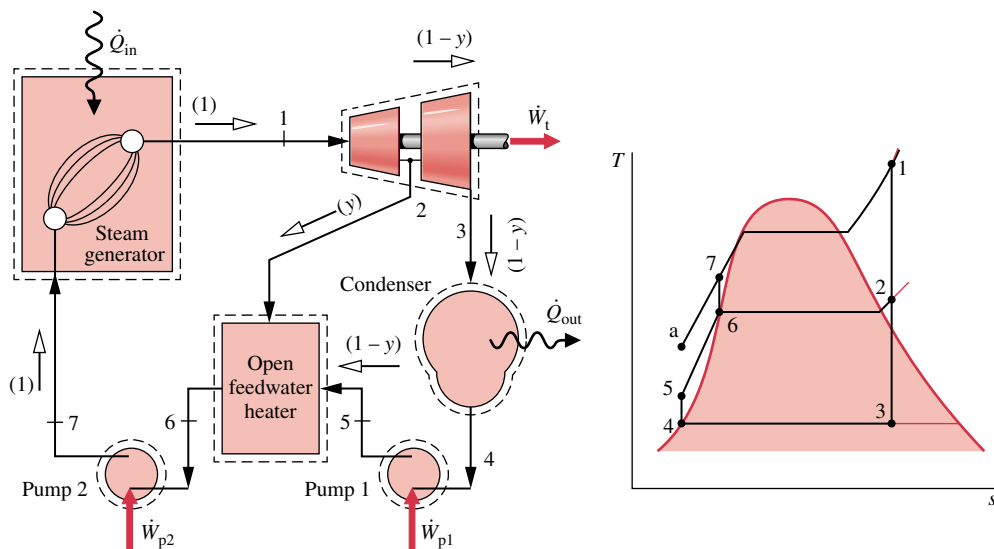 Q̇in
(1)
1
(1 – y)
Ẇt
2
(y)
3
(1 – y)
Steam
generator
Condenser
Q̇out
(1 – y)
Open
feedwater
heater
(1)
7
6
5
4
Pump 2
Pump 1
Ẇp2
Ẇp1
T
1
7
2
a
6
5
4
3
s